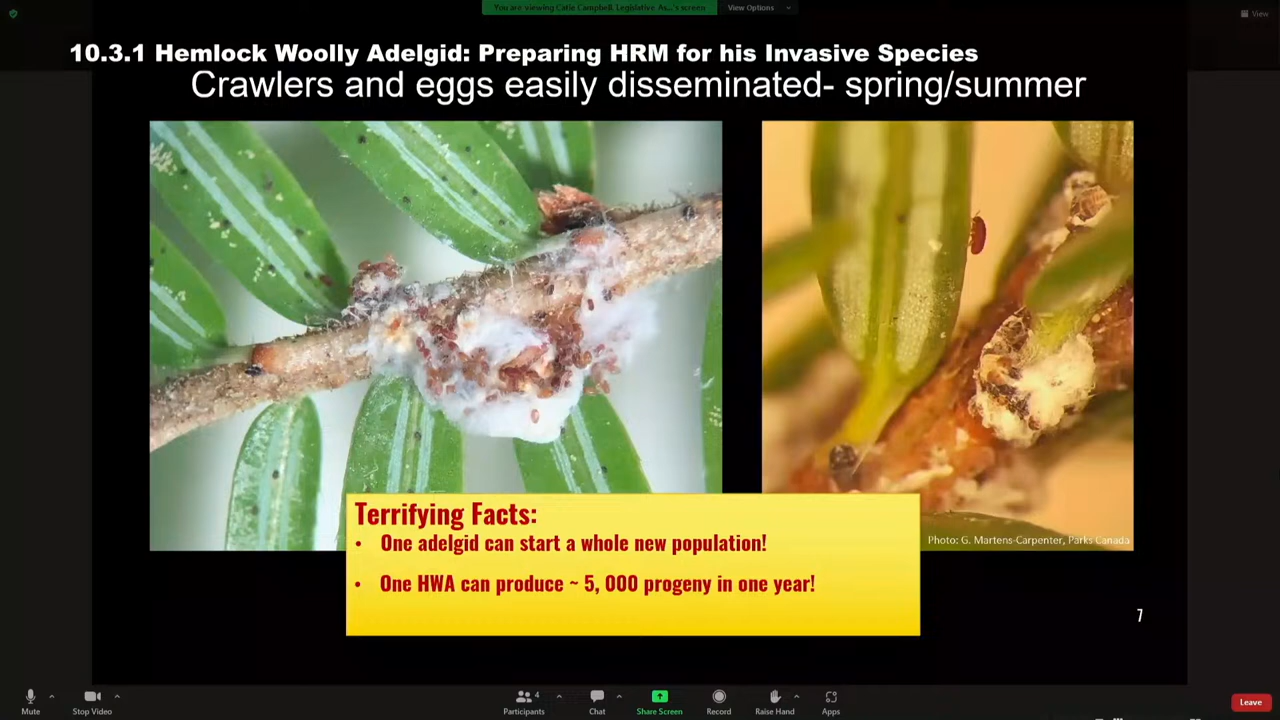 You are viewing Catie Campbell, Legislative As...'s screen
View Options
View
10.3.1 Hemlock Woolly Adelgid: Preparing HRM for his Invasive Species
Crawlers and eggs easily disseminated- spring/summer
Photo: G. Martens-Carpenter, Parks Canada
Terrifying Facts:
• One adelgid can start a whole new population!
• One HWA can produce ~ 5, 000 progeny in one year!
7
Mute
Stop Video
4
Participants
Chat
Share Screen
Record
Raise Hand
Apps
Leave